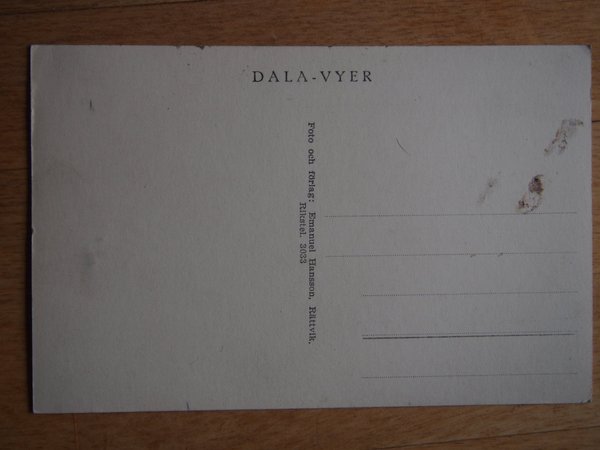 DALA-VYER
Foto och förlag: Emanuel Hansson, Rättvik.
Rikstel. 3033